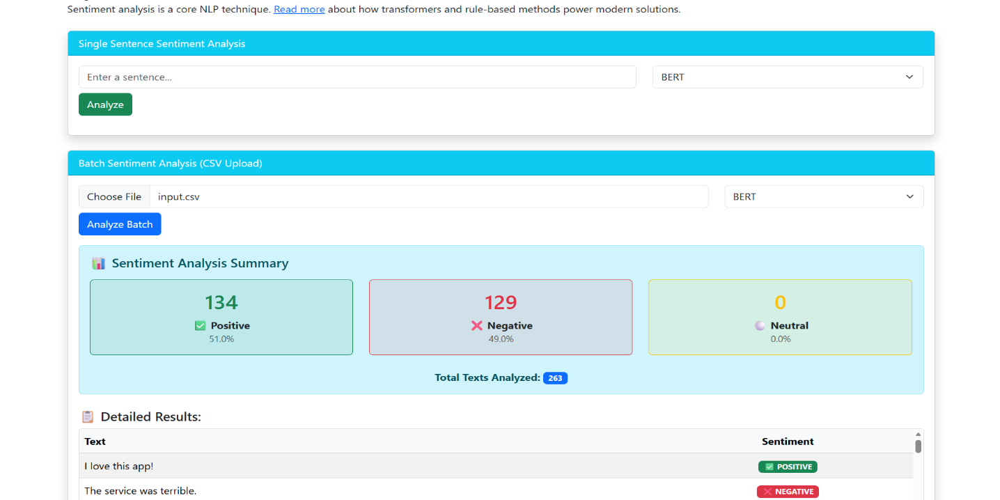 Sentiment analysis is a core NLP technique. Read more about how transformers and rule-based methods power modern solutions.
Single Sentence Sentiment Analysis
Enter a sentence... BERT
Analyze
Batch Sentiment Analysis (CSV Upload)
Choose File input.csv BERT
Analyze Batch
Sentiment Analysis Summary
134 129 0
Positive Negative Neutral
51.0% 49.0% 0.0%
Total Texts Analyzed: 263
Detailed Results:
Text Sentiment
I love this app! POSITIVE
The service was terrible. NEGATIVE